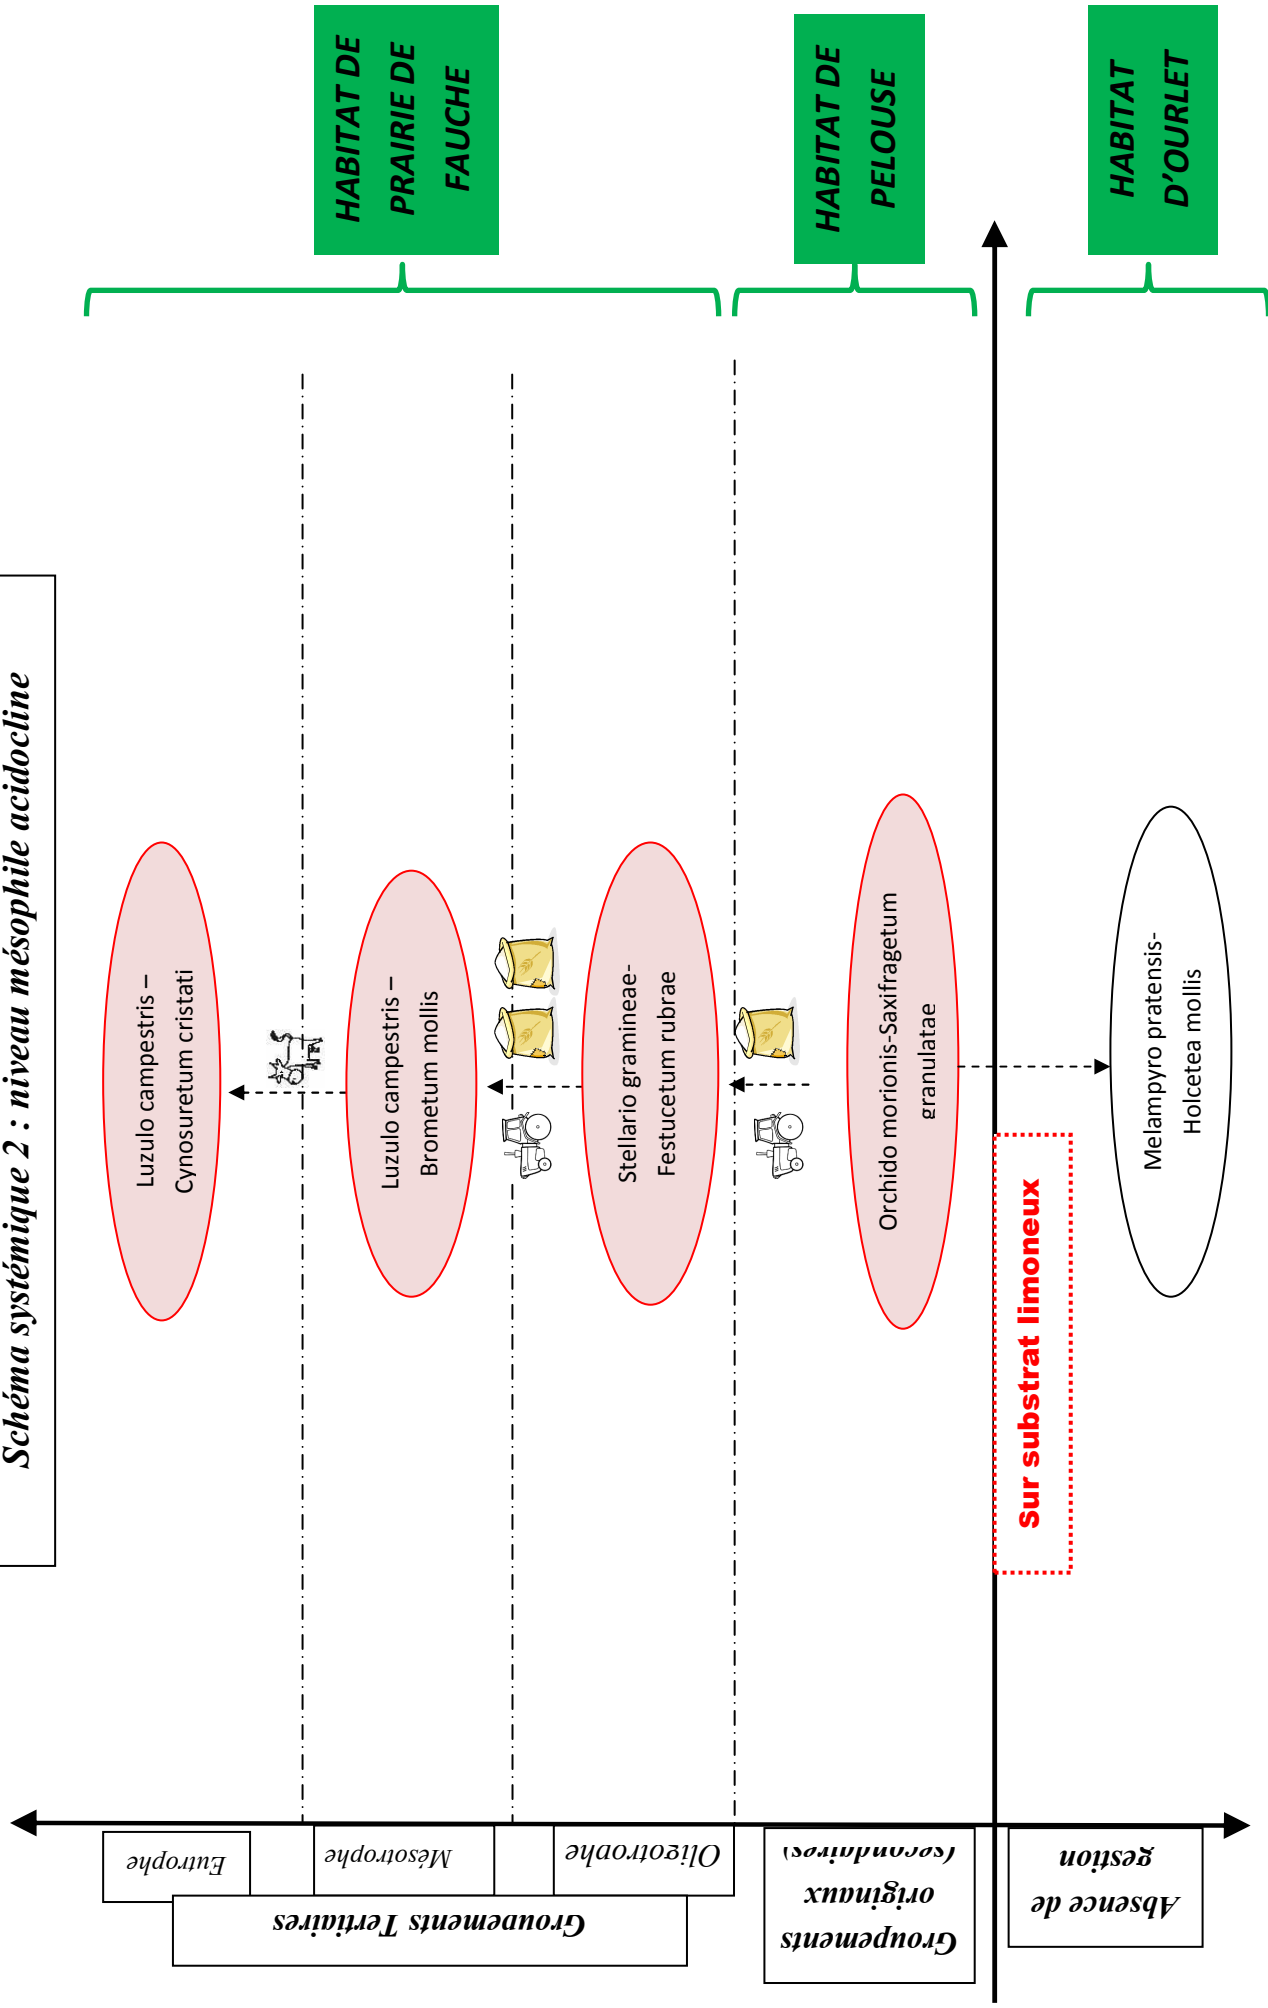 Schéma systémique 2 : niveau mésophile acidocline
Eutrophe
Mésotrophe
Oligotrophe
Groupements Tertiaires
Groupements
originaux
(secondaires)
Absence de
gestion
Luzulo campestris –
Cynosuretum cristati
Luzulo campestris –
Brometum mollis
Stellario gramineae-
Festucetum rubrae
Orchido morionis-Saxifragetum
granulatae
Sur substrat limoneux
Melampyro pratensis-
Holcetea mollis
HABITAT DE
PRAIRIE DE
FAUCHE
HABITAT DE
PELOUSE
HABITAT
D'OURLET